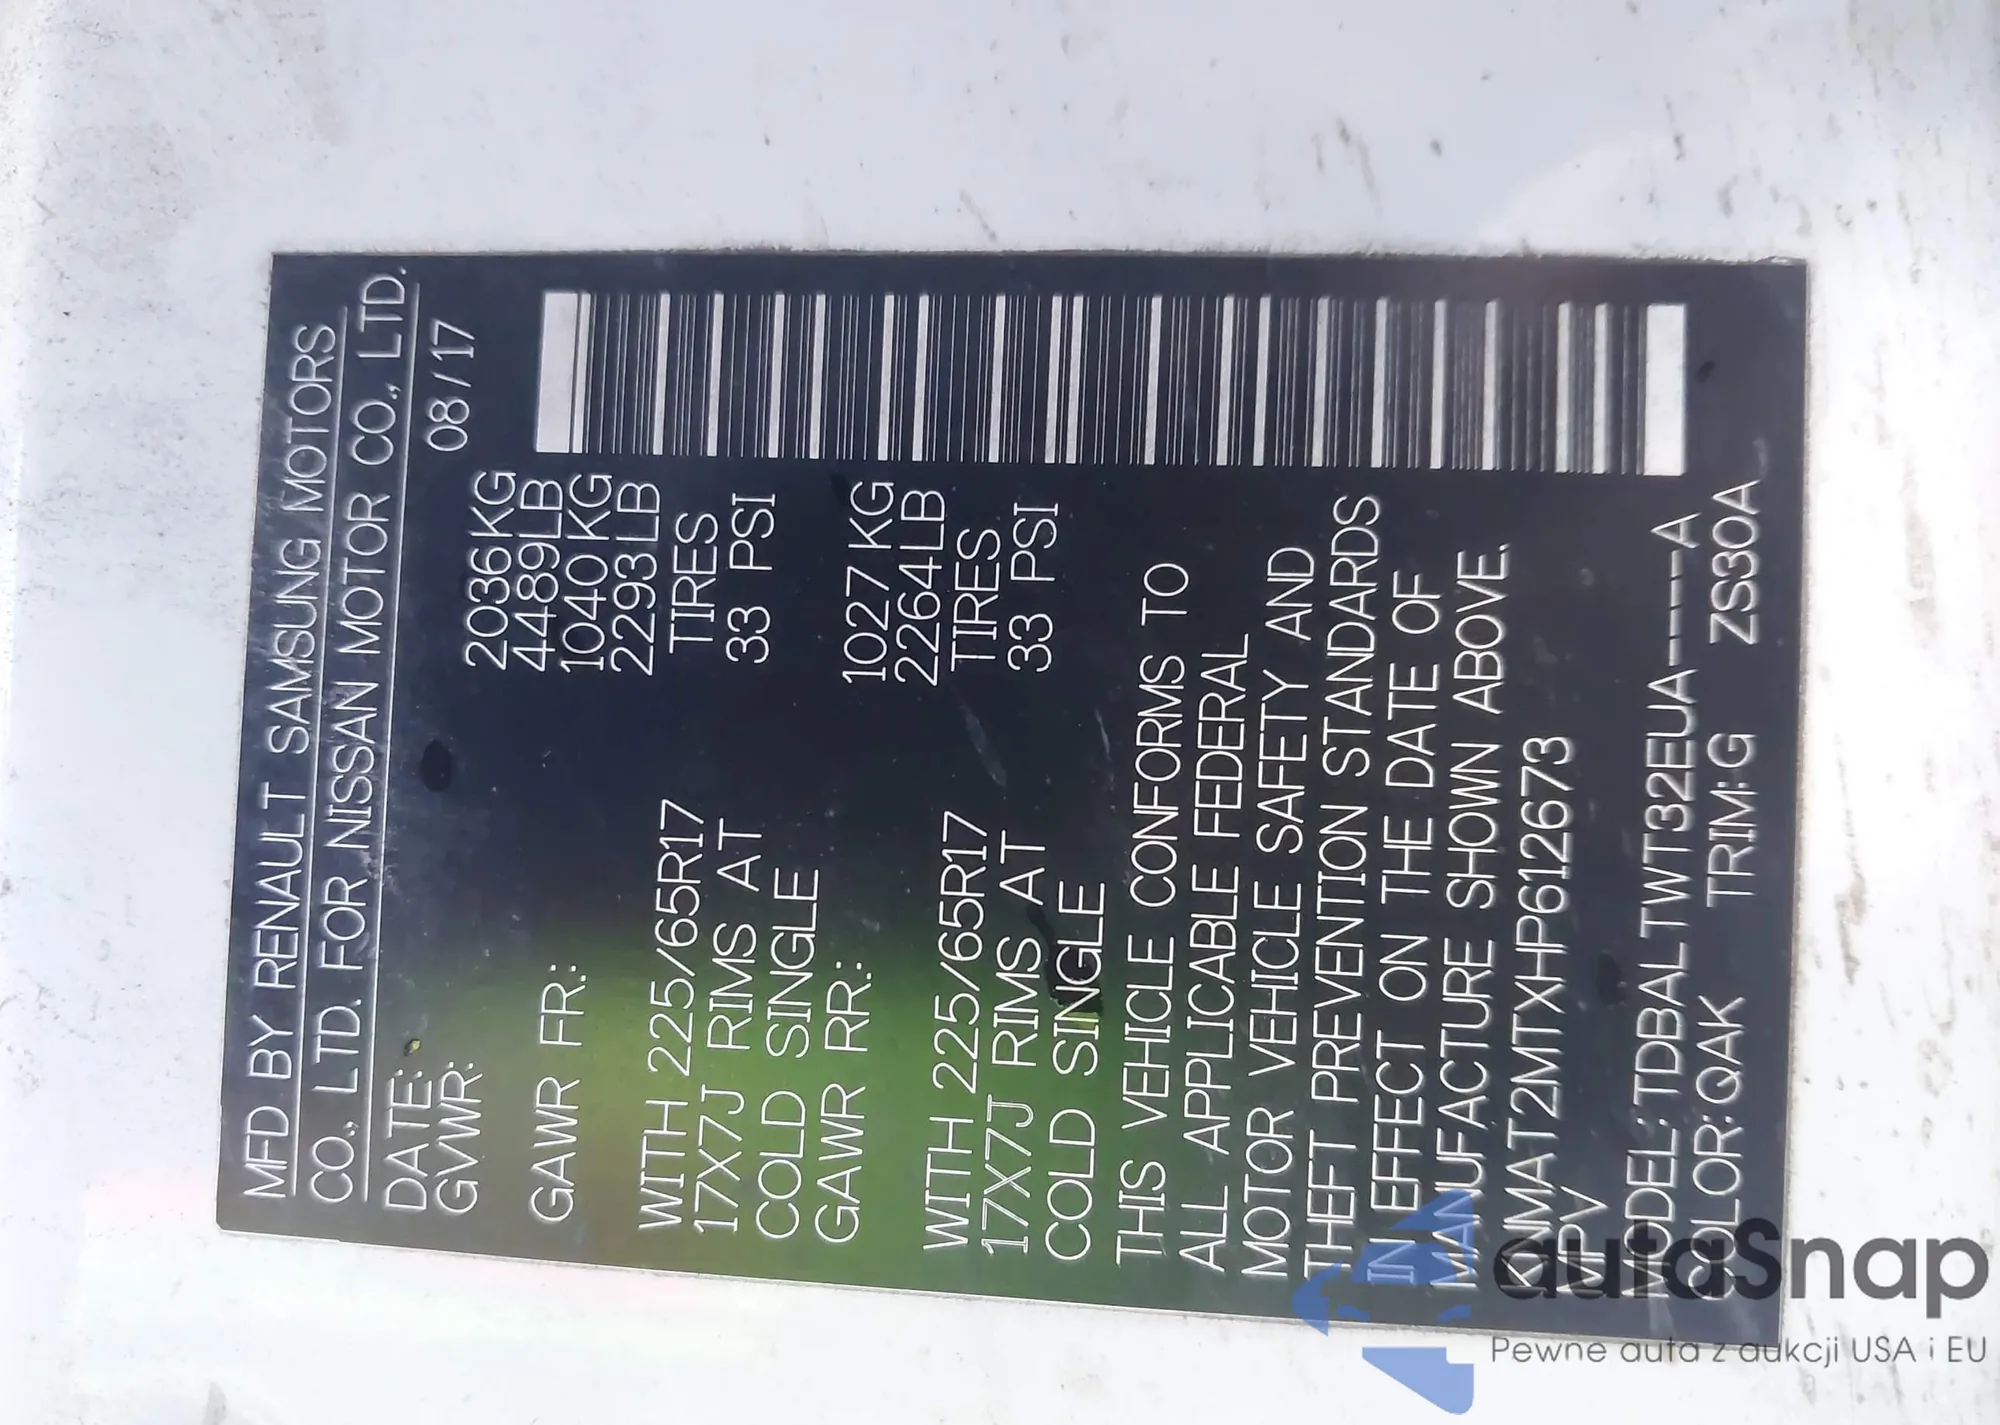 MFD BY RENAULT SAMSUNG MOTORS
CO., LTD. FOR NISSAN MOTOR CO., LTD.
DATE: 08/17
GVWR: 2036KG
4489LB
GAWR FR.: 1040KG
2293LB
WITH 225/65R17 TIRES
17X7J RIMS AT 33 PSI
COLD SINGLE
GAWR RR.: 1027KG
2264LB
WITH 225/65R17 TIRES
17X7J RIMS AT 33 PSI
COLD SINGLE
THIS VEHICLE CONFORMS TO
ALL APPLICABLE FEDERAL
MOTOR VEHICLE SAFETY AND
THEFT PREVENTION STANDARDS
IN EFFECT ON THE DATE OF
MANUFACTURE SHOWN ABOVE.
KNMAT2MTXHP612673
MPV
MODEL: TDBALTWT32EUA-----A
COLOR: QAK TRIM: G ZS30A
autaSnap
Pewne auta z aukcji USA i EU